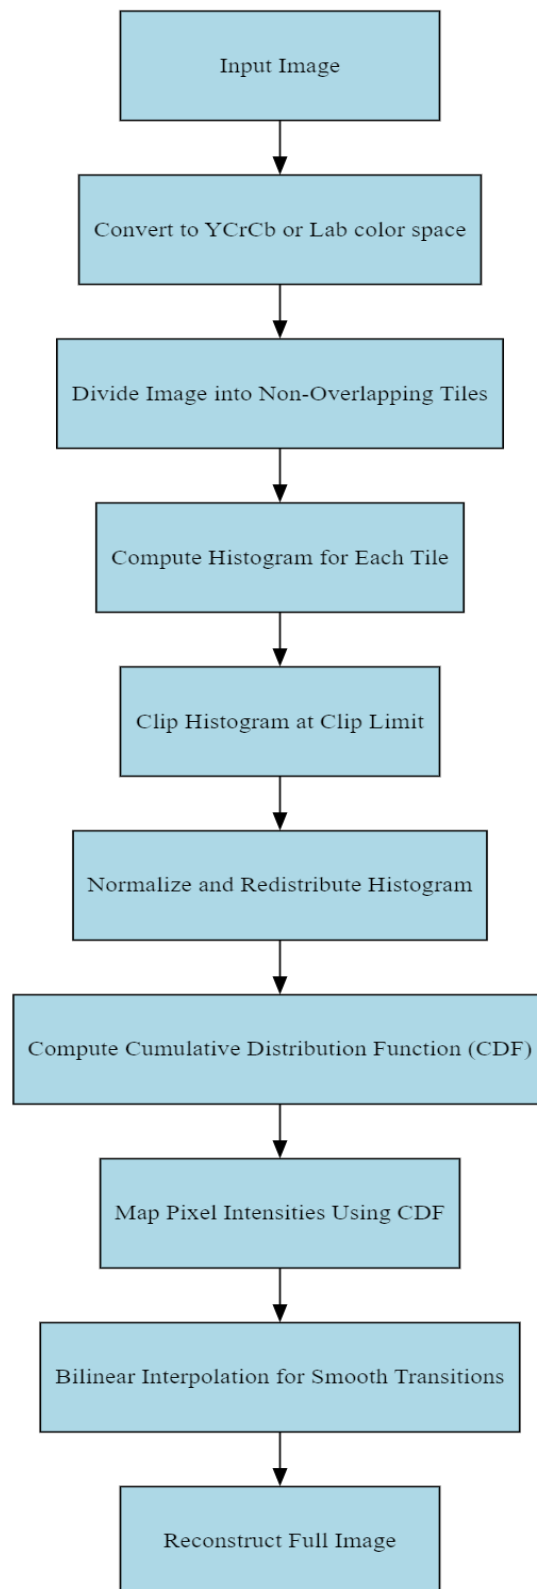 Input Image
Convert to YCrCb or Lab color space
Divide Image into Non-Overlapping Tiles
Compute Histogram for Each Tile
Clip Histogram at Clip Limit
Normalize and Redistribute Histogram
Compute Cumulative Distribution Function (CDF)
Map Pixel Intensities Using CDF
Bilinear Interpolation for Smooth Transitions
Reconstruct Full Image